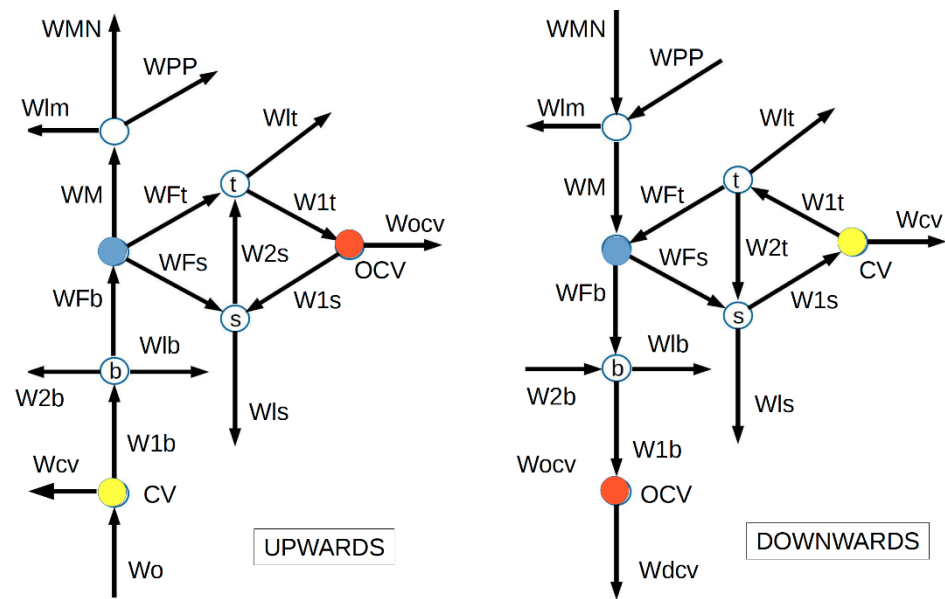 WMN
WPP
Wlm
Wlt
WM
WFt
t
W1t
Wocv
W2s
OCV
WFs
WFb
W1s
s
Wlb
b
W2b
Wls
W1b
Wcv
CV
UPWARDS
Wo
WMN
WPP
Wlm
Wlt
WM
WFt
t
W1t
Wcv
W2t
CV
WFs
WFb
W1s
s
Wlb
b
W2b
Wls
W1b
Wocv
OCV
DOWNWARDS
Wdcv